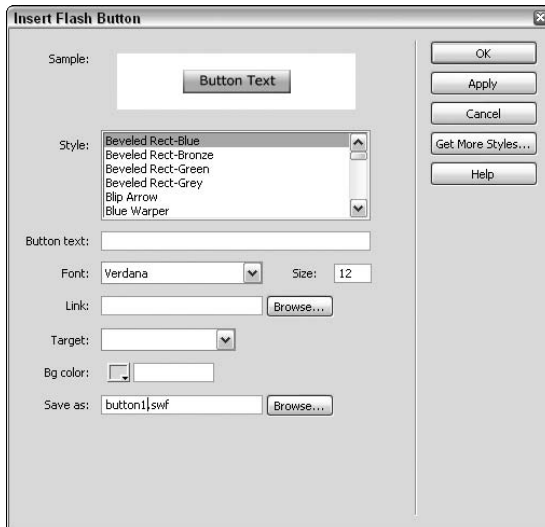 Insert Flash Button
Sample:
Button Text
Style:
Beveled Rect-Blue
Beveled Rect-Bronze
Beveled Rect-Green
Beveled Rect-Grey
Blip Arrow
Blue Warper
Button text:
Font: Verdana Size: 12
Link: Browse...
Target:
Bg color:
Save as: button1.swf Browse...
OK
Apply
Cancel
Get More Styles...
Help